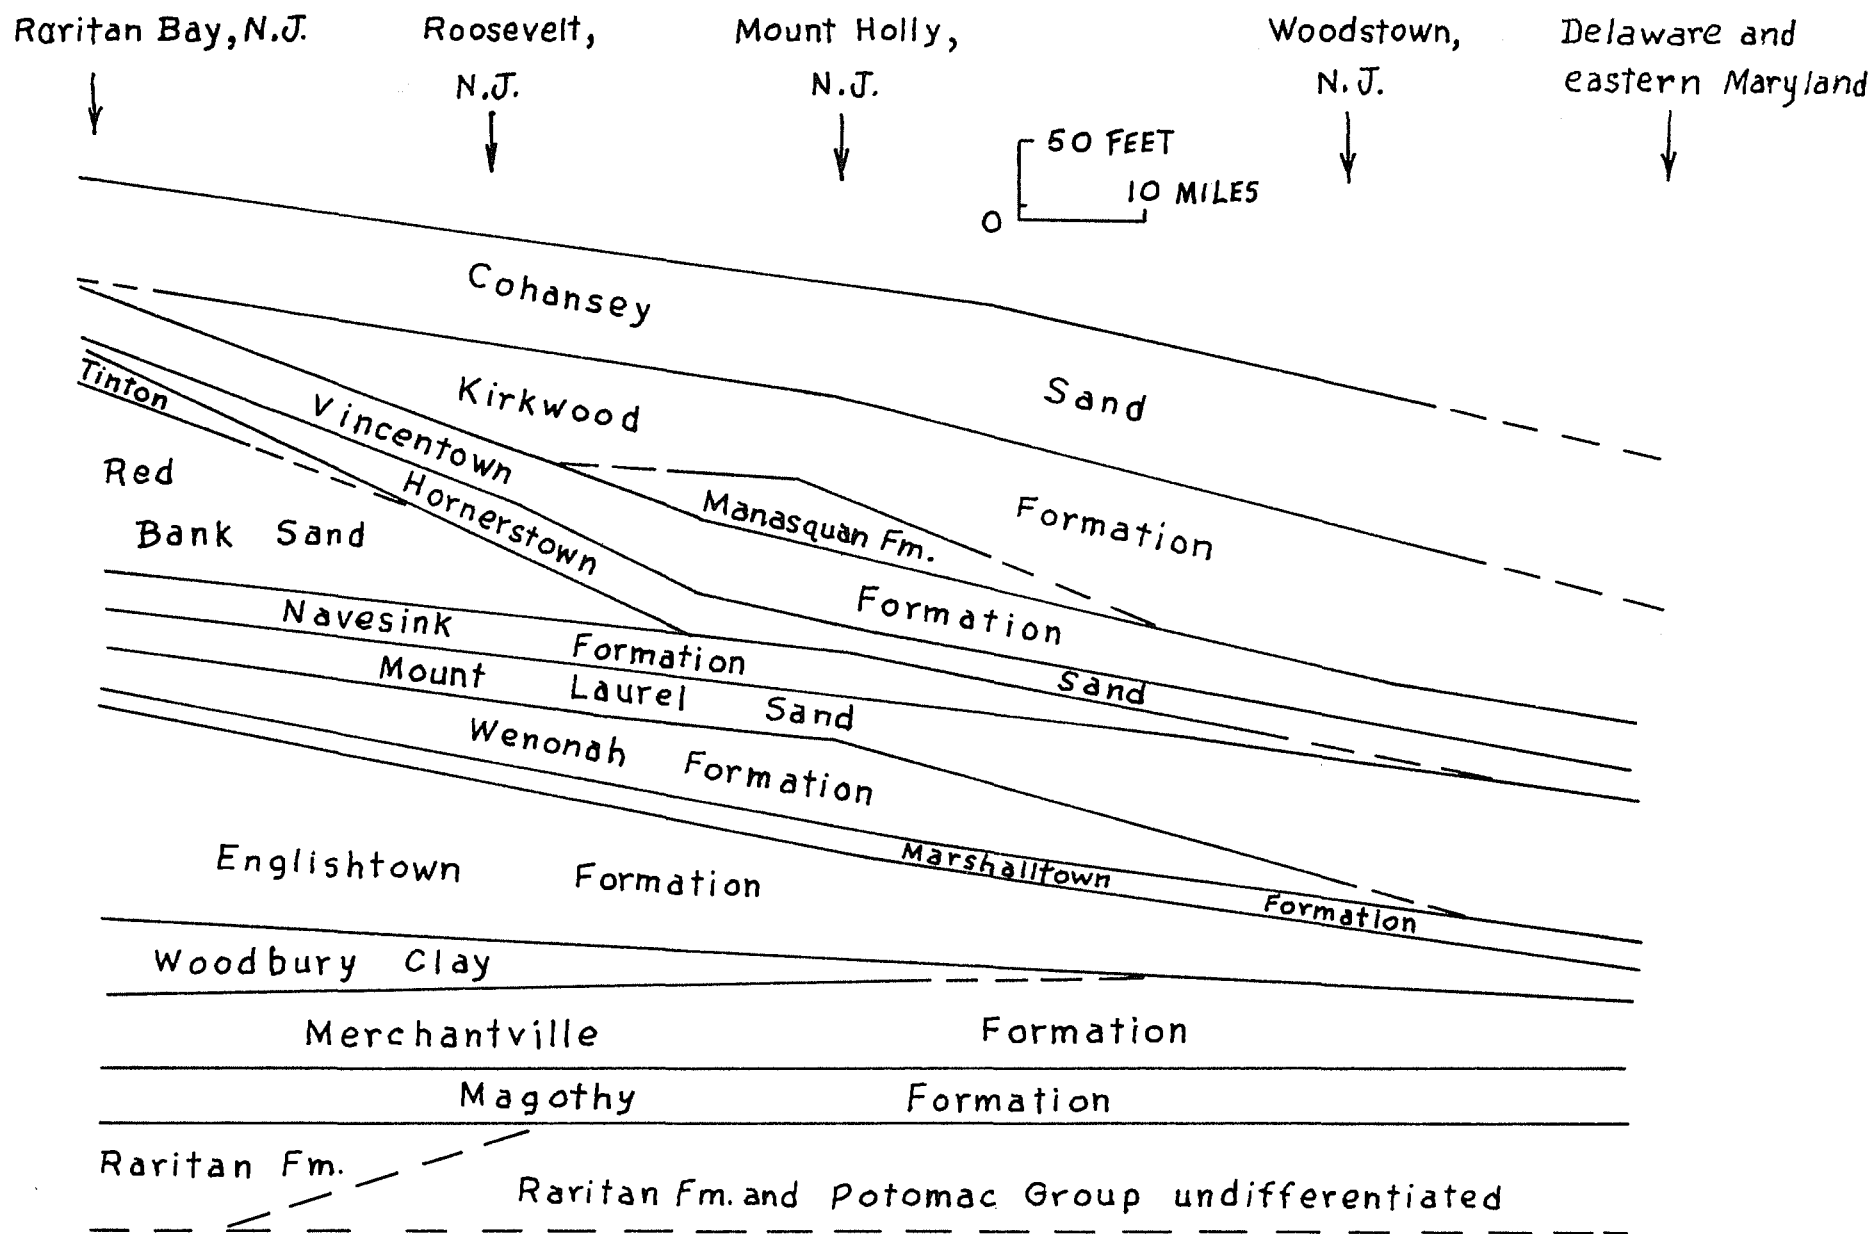 Raritan Bay, N.J.
Roosevelt,
N.J.
Mount Holly,
N.J.
Woodstown,
N.J.
Delaware and
eastern Maryland
50 FEET
10 MILES
0
Cohansey Sand
Kirkwood Formation
Manasquan Fm.
Vincentown Formation
Hornerstown Sand
Tinton
Red
Bank Sand
Navesink Formation
Mount Laurel Sand
Wenonah Formation
Marshalltown Formation
Englishtown Formation
Woodbury Clay
Merchantville Formation
Magothy Formation
Raritan Fm.
Raritan Fm. and Potomac Group undifferentiated